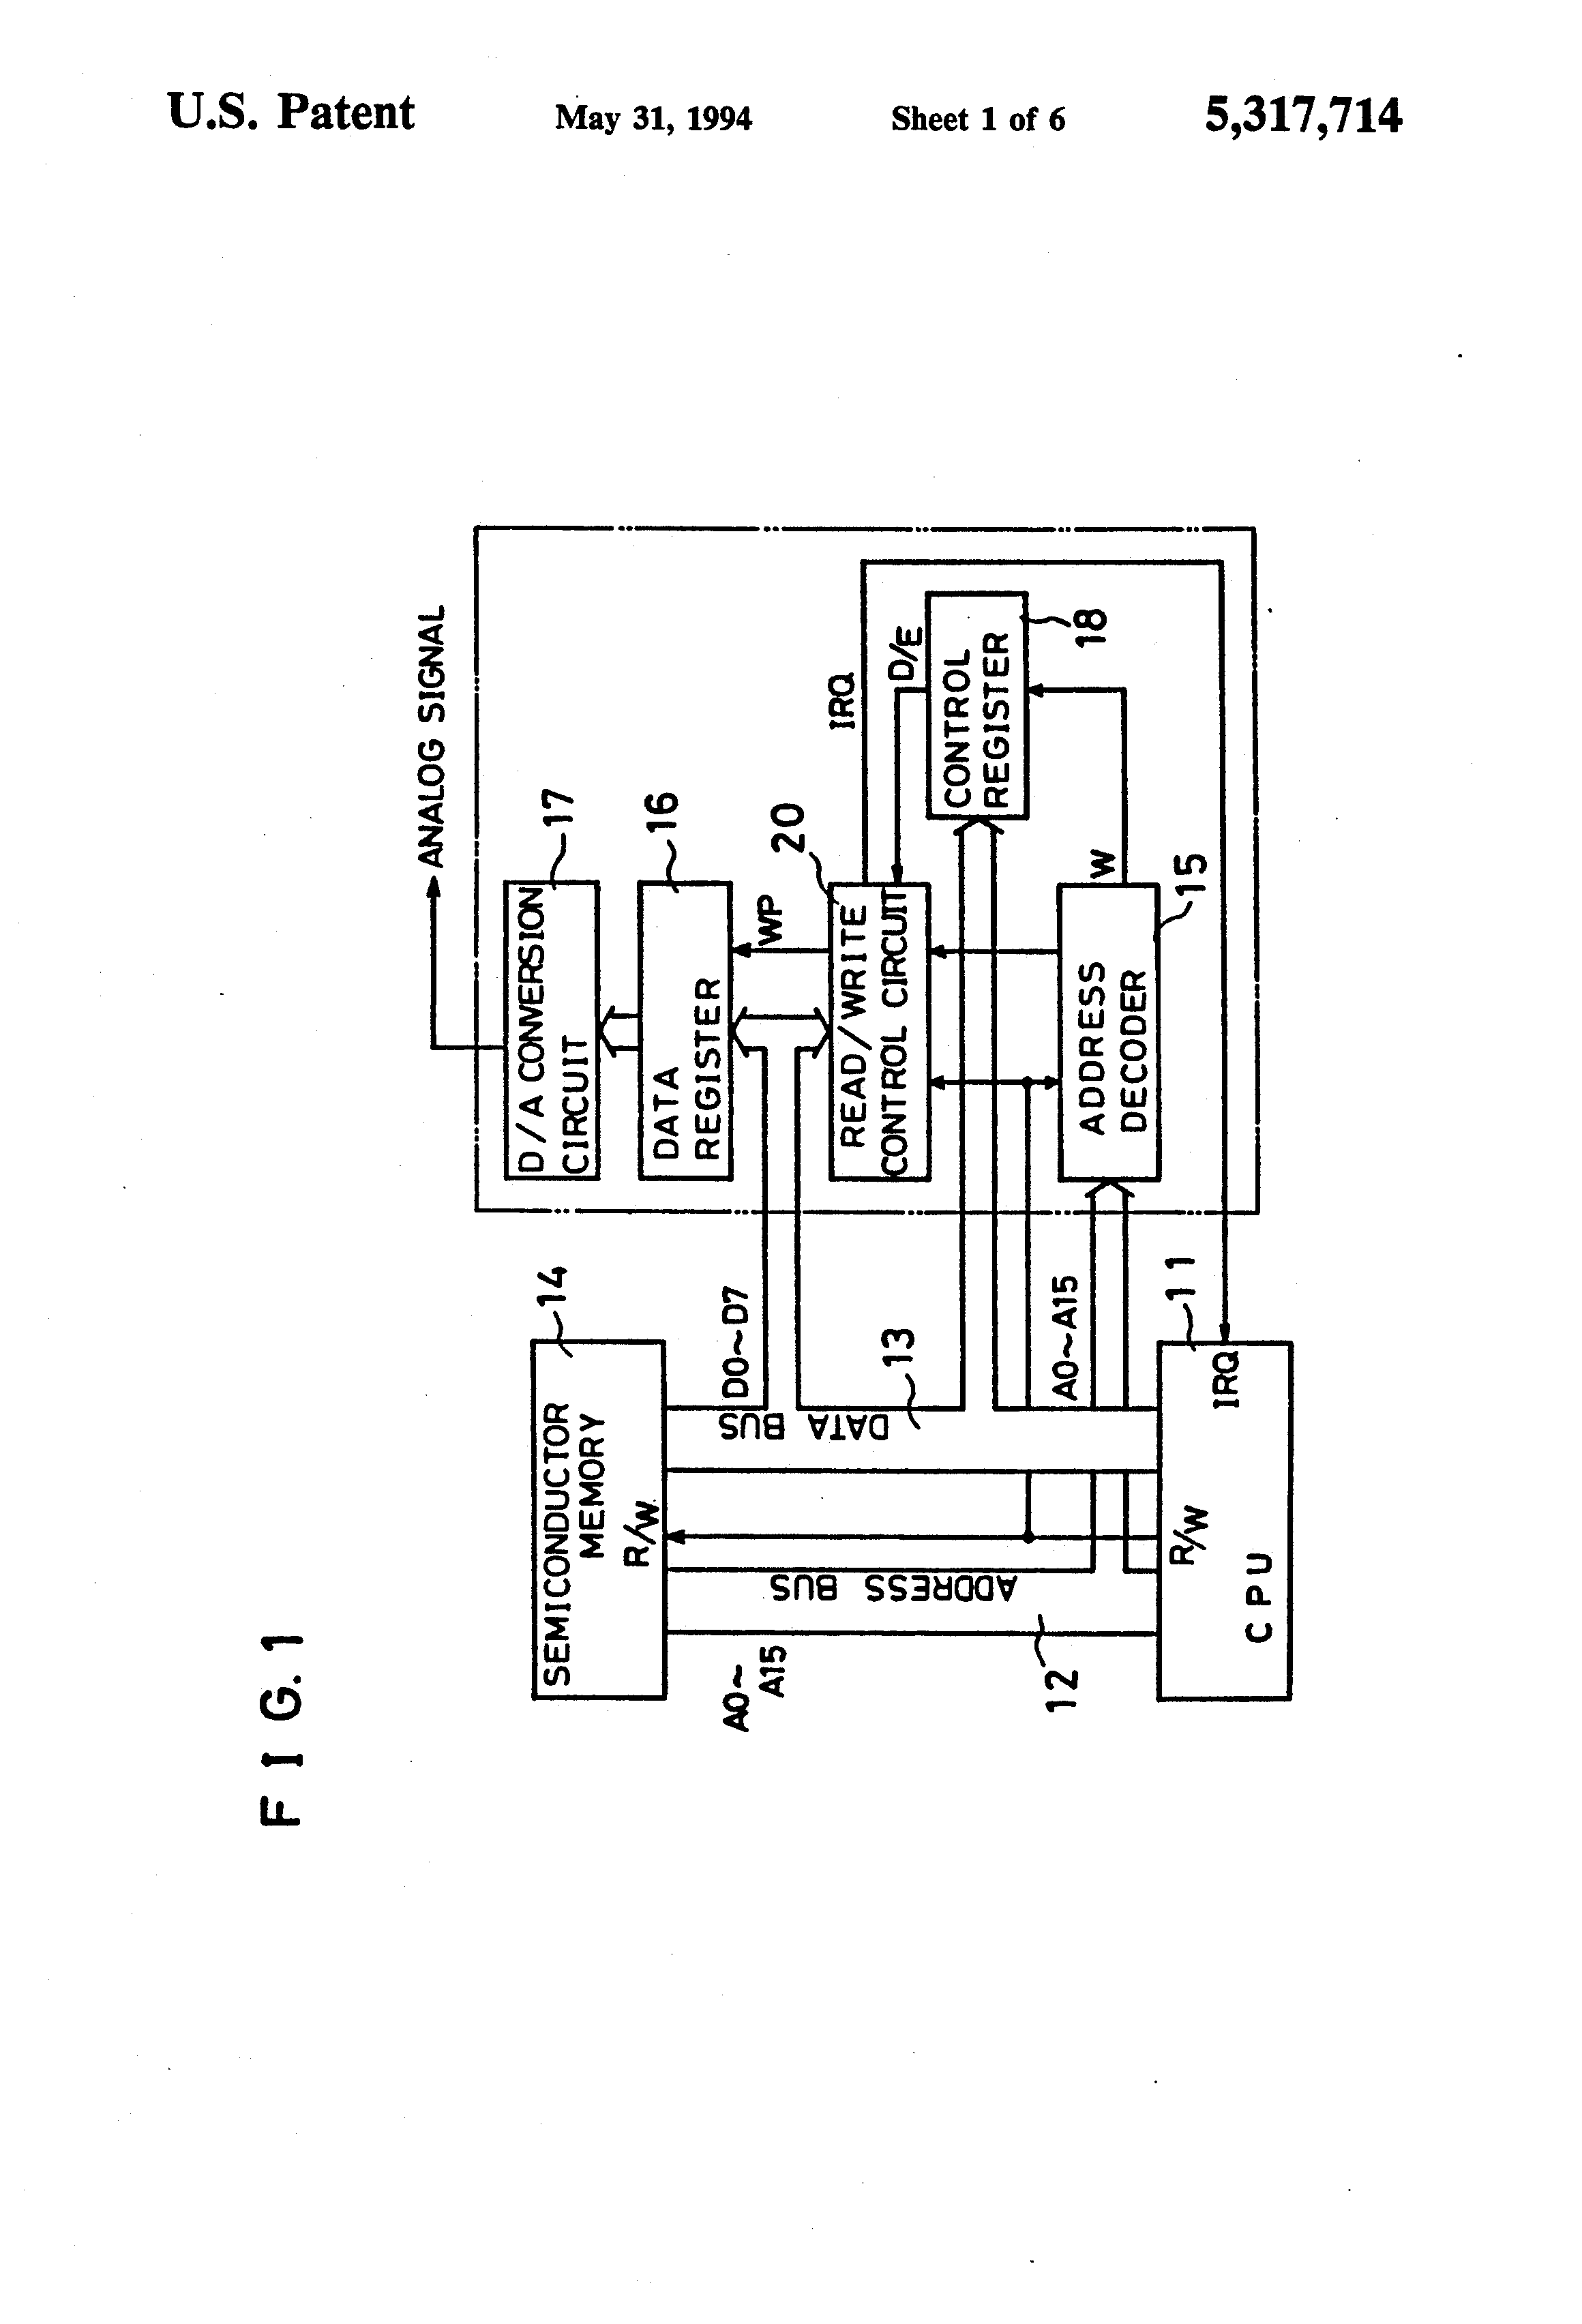 U.S. Patent May 31, 1994 Sheet 1 of 6 5,317,714
FIG. 1
SEMICONDUCTOR
MEMORY
R/W
14
A0~
A15
ADDRESS BUS
12
DATA BUS
13
D0~D7
A0~A15
R/W
CPU
IRQ
11
ANALOG SIGNAL
D/A CONVERSION
CIRCUIT
17
DATA
REGISTER
16
WP
READ/WRITE
CONTROL CIRCUIT
20
IRQ
D/E
CONTROL
REGISTER
18
ADDRESS
DECODER
W
15